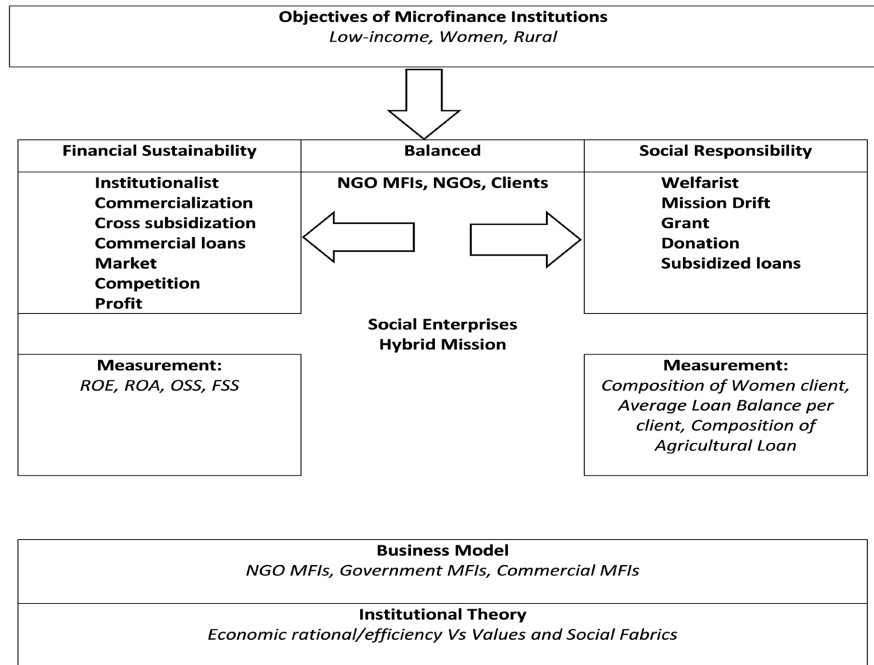 Objectives of Microfinance Institutions
Low-income, Women, Rural
Financial Sustainability
Balanced
Social Responsibility
Institutionalist
Commercialization
Cross subsidization
Commercial loans
Market
Competition
Profit
NGO MFIs, NGOs, Clients
Welfarist
Mission Drift
Grant
Donation
Subsidized loans
Social Enterprises
Hybrid Mission
Measurement:
ROE, ROA, OSS, FSS
Measurement:
Composition of Women client,
Average Loan Balance per
client, Composition of
Agricultural Loan
Business Model
NGO MFIs, Government MFIs, Commercial MFIs
Institutional Theory
Economic rational/efficiency Vs Values and Social Fabrics